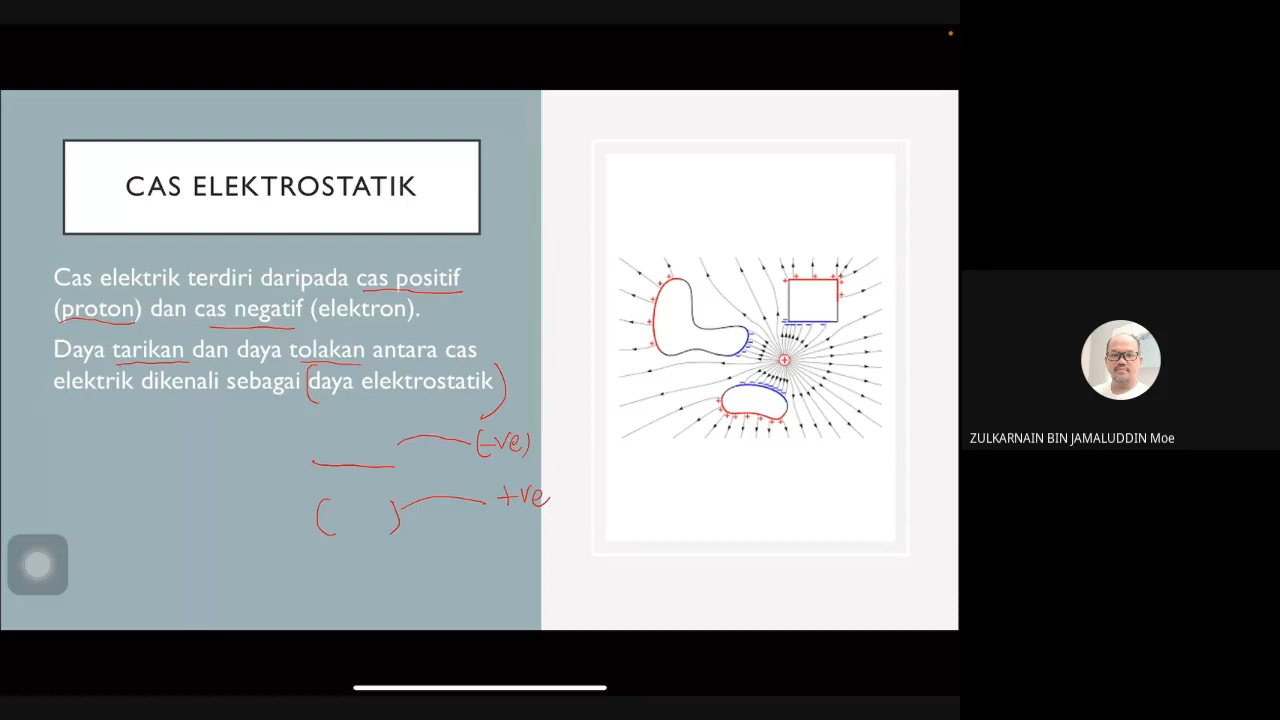 CAS ELEKTROSTATIK
Cas elektrik terdiri daripada cas positif
(proton) dan cas negatif (elektron).
Daya tarikan dan daya tolakan antara cas
elektrik dikenali sebagai daya elektrostatik
(-ve)
( ) +ve
ZULKARNAIN BIN JAMALUDDIN Moe